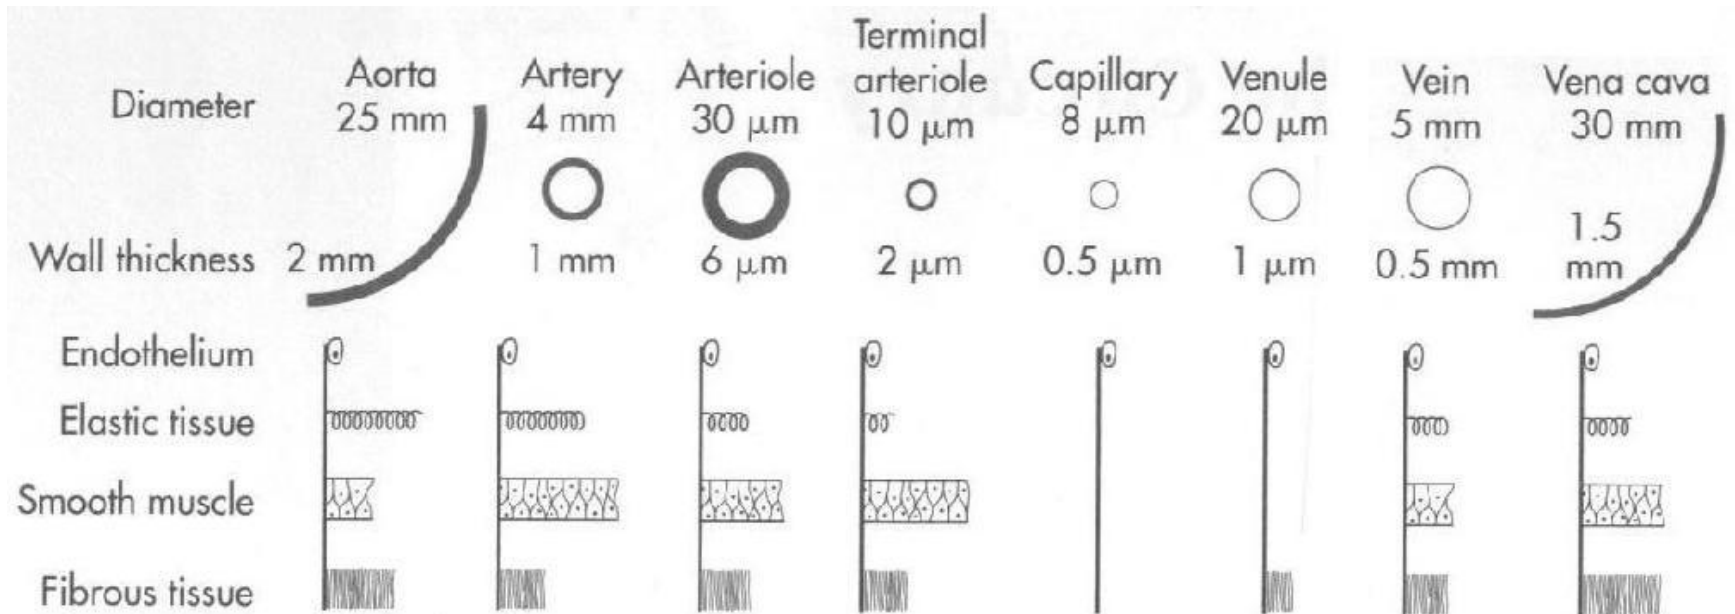 Aorta Artery Arteriole Terminal arteriole Capillary Venule Vein Vena cava
Diameter 25 mm 4 mm 30 μm 10 μm 8 μm 20 μm 5 mm 30 mm
Wall thickness 2 mm 1 mm 6 μm 2 μm 0.5 μm 1 μm 0.5 mm 1.5 mm
Endothelium
Elastic tissue
Smooth muscle
Fibrous tissue